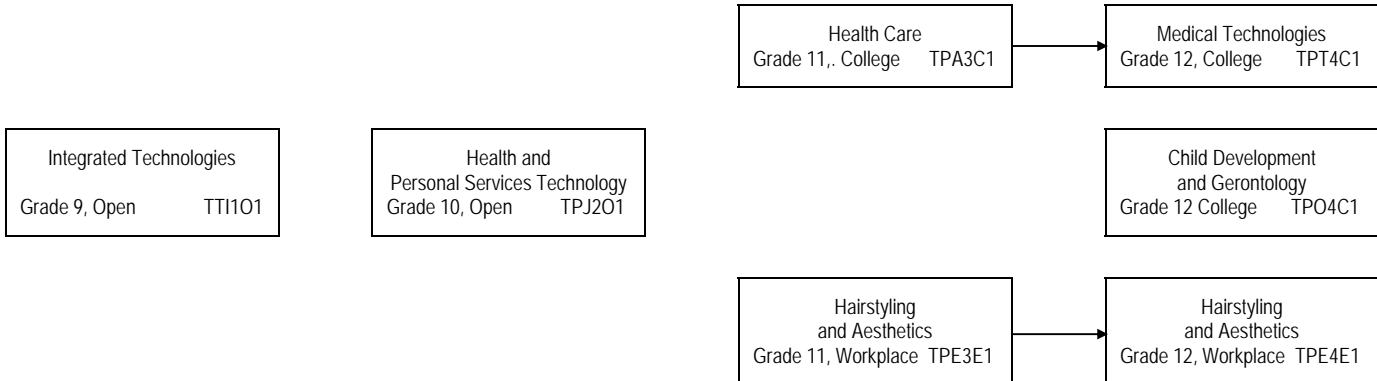 Health Care
Grade 11,. College TPA3C1
Medical Technologies
Grade 12, College TPT4C1
Integrated Technologies
Grade 9, Open TTI1O1
Health and
Personal Services Technology
Grade 10, Open TPJ2O1
Child Development
and Gerontology
Grade 12 College TPO4C1
Hairstyling
and Aesthetics
Grade 11, Workplace TPE3E1
Hairstyling
and Aesthetics
Grade 12, Workplace TPE4E1